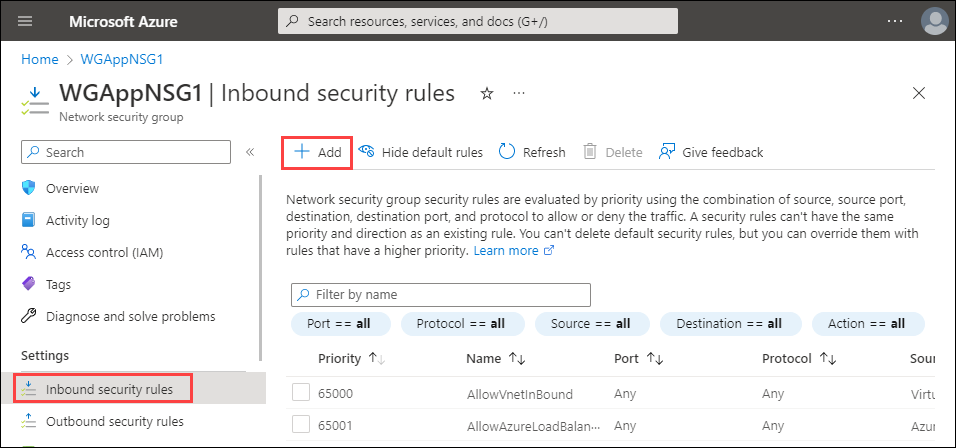 Microsoft Azure
Search resources, services, and docs (G+/)
Home > WGAppNSG1
WGAppNSG1 | Inbound security rules
Network security group
Search
Overview
Activity log
Access control (IAM)
Tags
Diagnose and solve problems
Settings
Inbound security rules
Outbound security rules
+ Add
Hide default rules
Refresh
Delete
Give feedback
Network security group security rules are evaluated by priority using the combination of source, source port,
destination, destination port, and protocol to allow or deny the traffic. A security rules can't have the same
priority and direction as an existing rule. You can't delete default security rules, but you can override them with
rules that have a higher priority. Learn more
Filter by name
Port == all Protocol == all Source == all Destination == all Action == all
Priority Name Port Protocol Sour
65000 AllowVnetInBound Any Any Virtu
65001 AllowAzureLoadBalan··· Any Any Azur